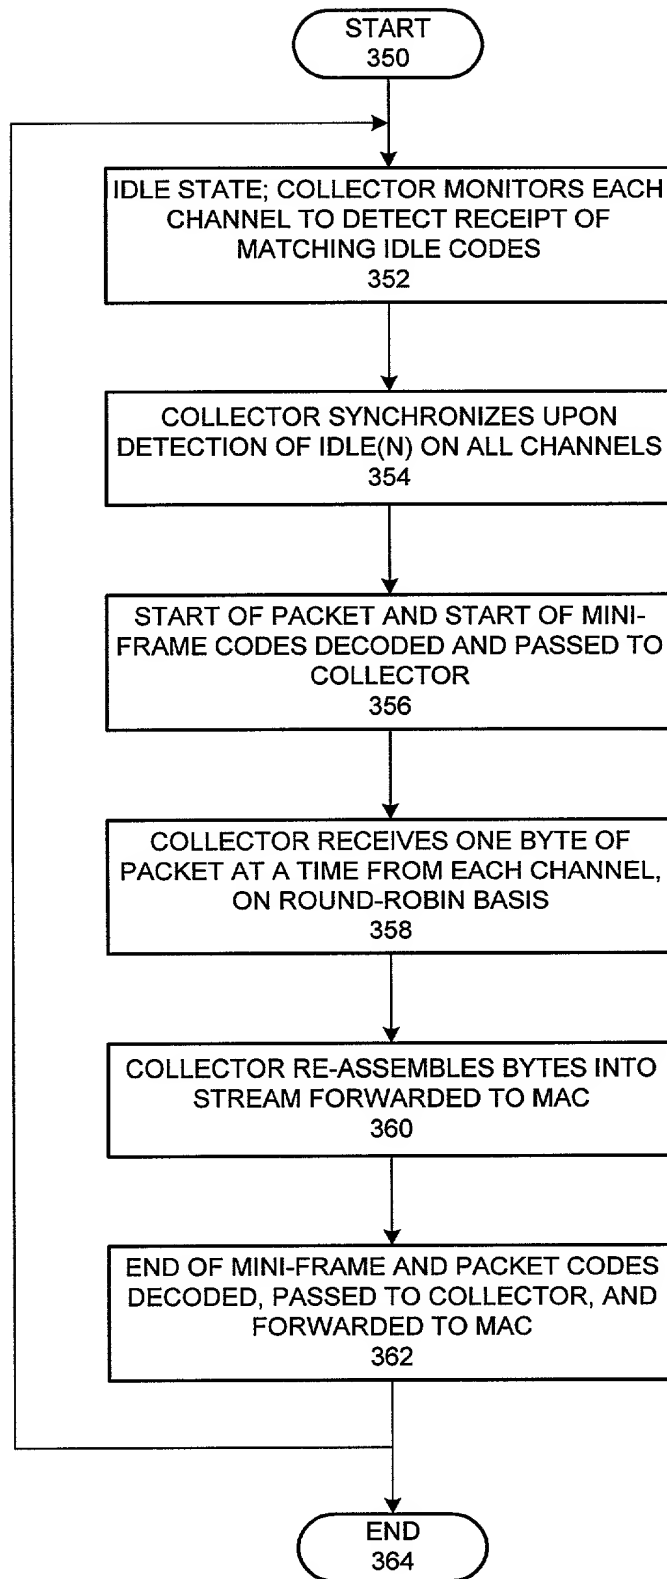 START
350
IDLE STATE; COLLECTOR MONITORS EACH
CHANNEL TO DETECT RECEIPT OF
MATCHING IDLE CODES
352
COLLECTOR SYNCHRONIZES UPON
DETECTION OF IDLE(N) ON ALL CHANNELS
354
START OF PACKET AND START OF MINI-
FRAME CODES DECODED AND PASSED TO
COLLECTOR
356
COLLECTOR RECEIVES ONE BYTE OF
PACKET AT A TIME FROM EACH CHANNEL,
ON ROUND-ROBIN BASIS
358
COLLECTOR RE-ASSEMBLES BYTES INTO
STREAM FORWARDED TO MAC
360
END OF MINI-FRAME AND PACKET CODES
DECODED, PASSED TO COLLECTOR, AND
FORWARDED TO MAC
362
END
364